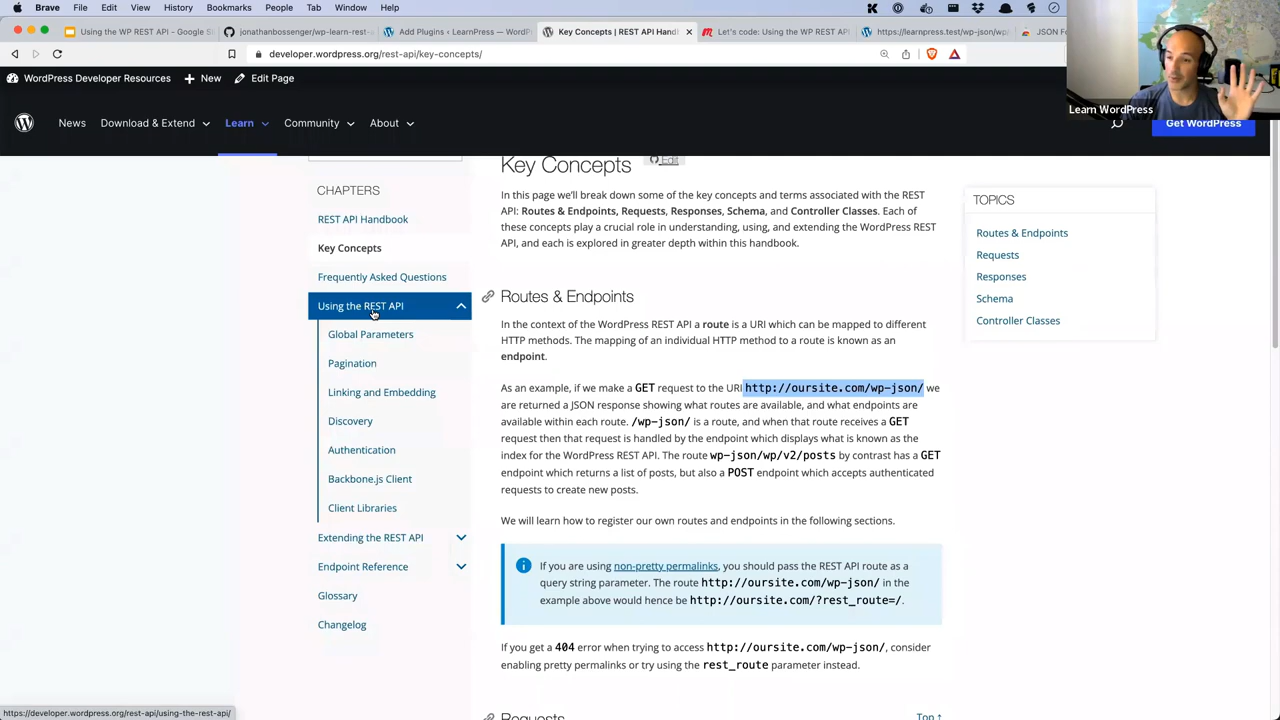 Brave File Edit View History Bookmarks People Tab Window Help
Using the WP REST API - Google Sl
jonathanbossenger/wp-learn-rest-
Add Plugins ‹ LearnPress — WordP
Key Concepts | REST API Handb
Let's code: Using the WP REST API
https://learnpress.test/wp-json/wp/
JSON Fo
developer.wordpress.org/rest-api/key-concepts/
WordPress Developer Resources New Edit Page
Learn WordPress
News Download & Extend Learn Community About
Get WordPress
CHAPTERS
REST API Handbook
Key Concepts
Frequently Asked Questions
Using the REST API
Global Parameters
Pagination
Linking and Embedding
Discovery
Authentication
Backbone.js Client
Client Libraries
Extending the REST API
Endpoint Reference
Glossary
Changelog
Key Concepts Edit
In this page we'll break down some of the key concepts and terms associated with the REST
API: Routes & Endpoints, Requests, Responses, Schema, and Controller Classes. Each of
these concepts play a crucial role in understanding, using, and extending the WordPress REST
API, and each is explored in greater depth within this handbook.
Routes & Endpoints
In the context of the WordPress REST API a route is a URI which can be mapped to different
HTTP methods. The mapping of an individual HTTP method to a route is known as an
endpoint.
As an example, if we make a GET request to the URI http://oursite.com/wp-json/ we
are returned a JSON response showing what routes are available, and what endpoints are
available within each route. /wp-json/ is a route, and when that route receives a GET
request then that request is handled by the endpoint which displays what is known as the
index for the WordPress REST API. The route wp-json/wp/v2/posts by contrast has a GET
endpoint which returns a list of posts, but also a POST endpoint which accepts authenticated
requests to create new posts.
We will learn how to register our own routes and endpoints in the following sections.
If you are using non-pretty permalinks, you should pass the REST API route as a
query string parameter. The route http://oursite.com/wp-json/ in the
example above would hence be http://oursite.com/?rest_route=/.
If you get a 404 error when trying to access http://oursite.com/wp-json/, consider
enabling pretty permalinks or try using the rest_route parameter instead.
Requests
Top ↑
TOPICS
Routes & Endpoints
Requests
Responses
Schema
Controller Classes
https://developer.wordpress.org/rest-api/using-the-rest-api/